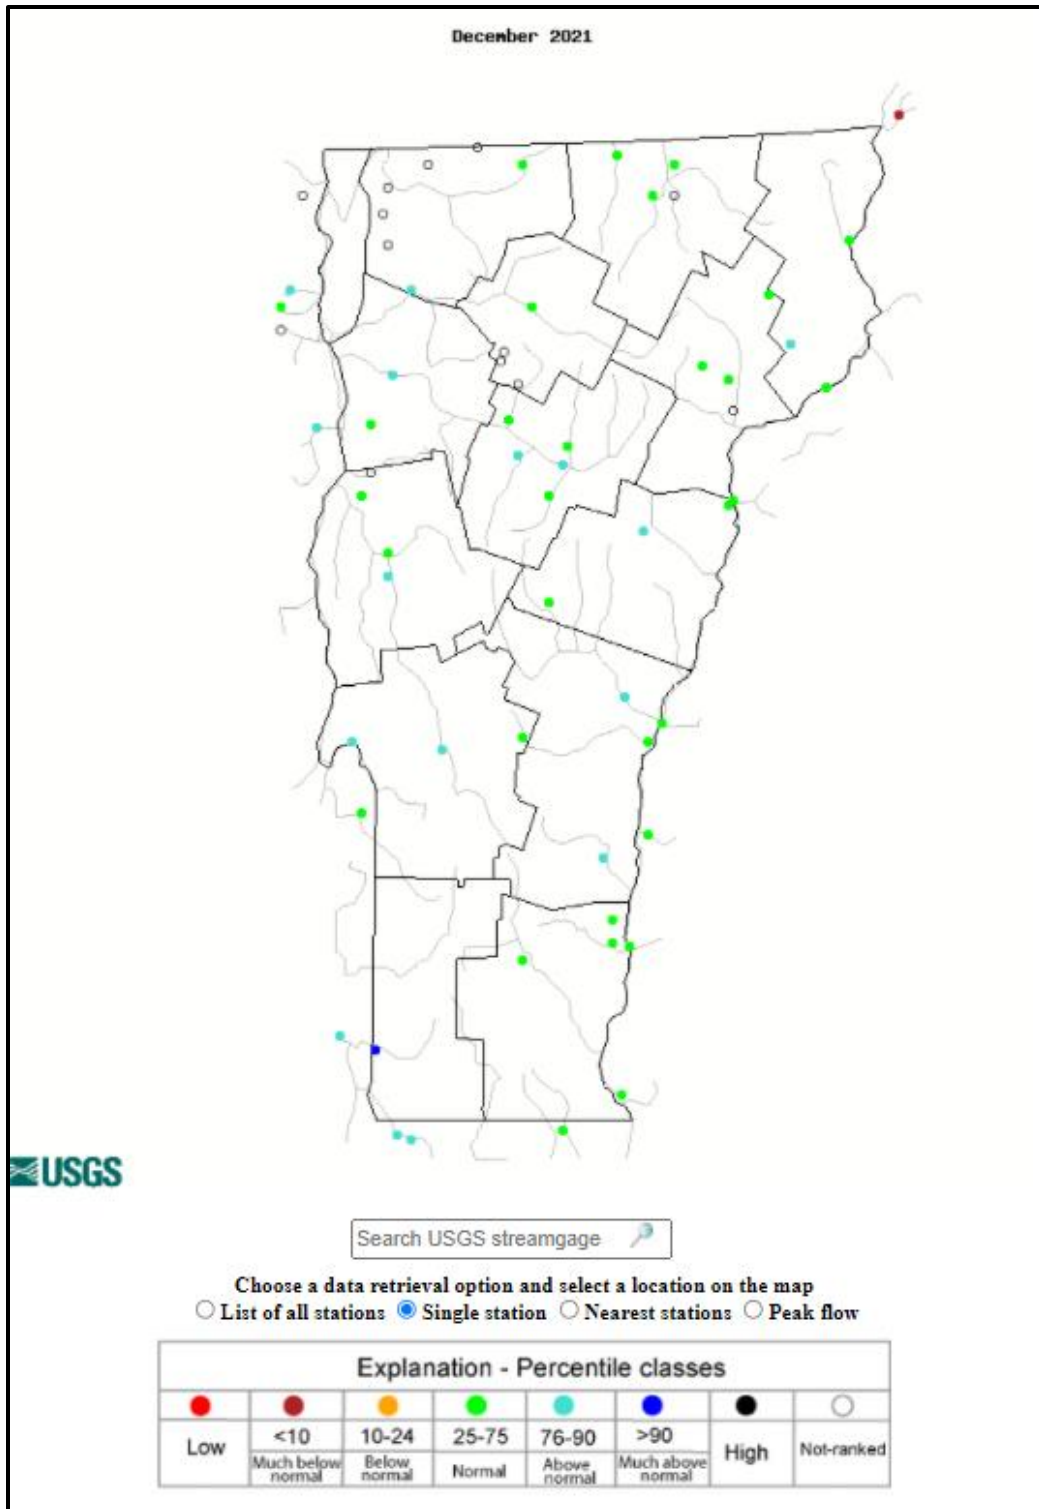 December 2021
USGS
Search USGS streamgage
Choose a data retrieval option and select a location on the map
List of all stations Single station Nearest stations Peak flow
Explanation - Percentile classes
Low <10 10-24 25-75 76-90 >90 High Not-ranked
Much below normal Below normal Normal Above normal Much above normal